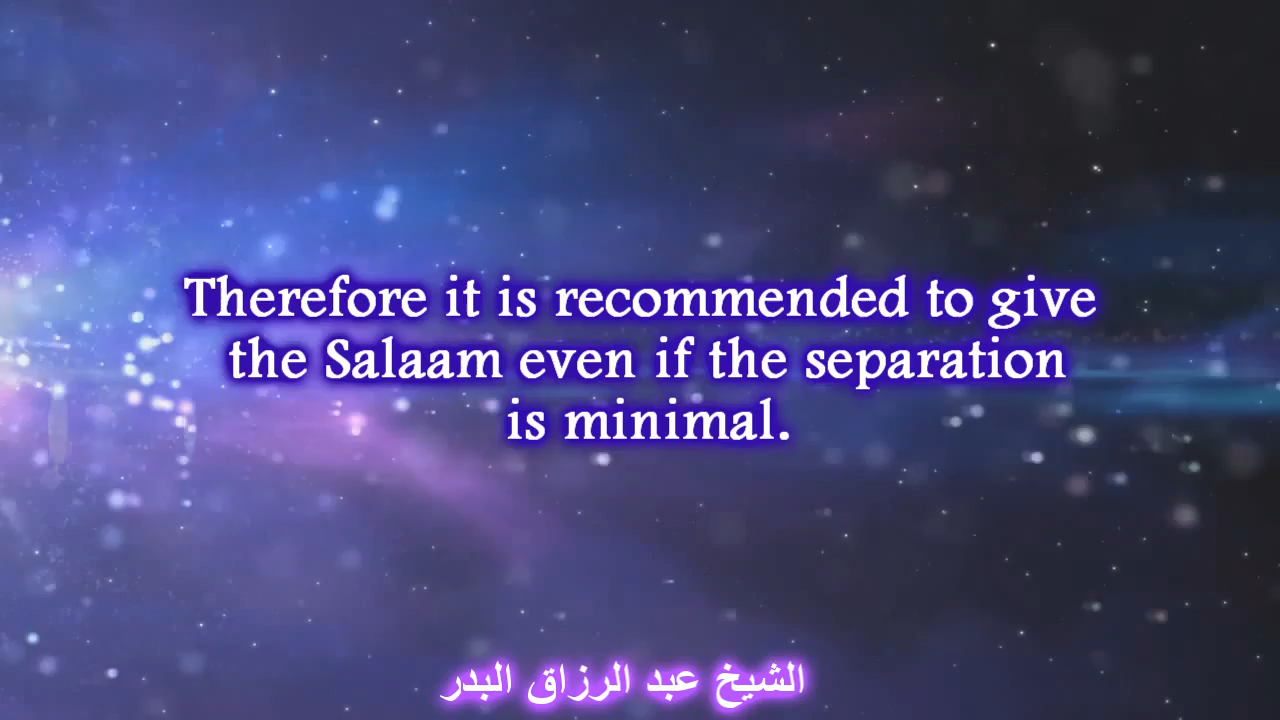 Therefore it is recommended to give
the Salaam even if the separation
is minimal.
الشيخ عبد الرزاق البدر